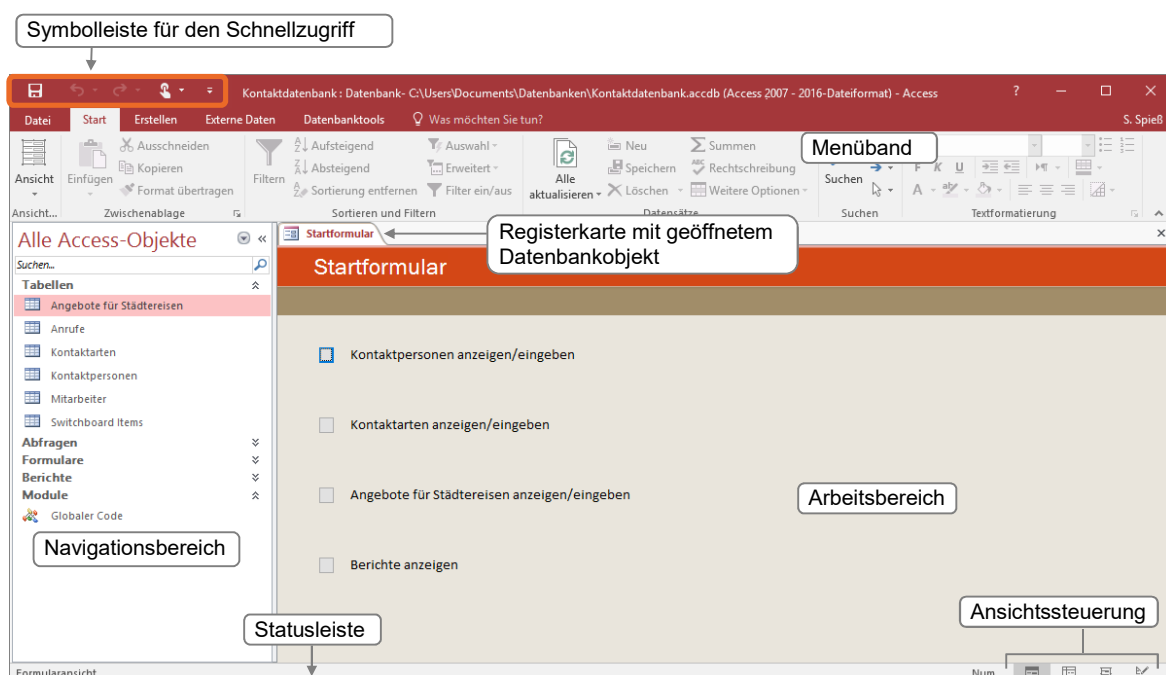 Symbolleiste für den Schnellzugriff
Kontaktdatenbank : Datenbank- C:\Users\Documents\Datenbanken\Kontaktdatenbank.accdb (Access 2007 - 2016-Dateiformat) - Access
?
Datei Start Erstellen Externe Daten Datenbanktools Was möchten Sie tun? S. Spieß
Ansicht
Einfügen
Ausschneiden
Kopieren
Format übertragen
Filtern
Aufsteigend
Absteigend
Sortierung entfernen
Auswahl
Erweitert
Filter ein/aus
Alle
aktualisieren
Neu
Speichern
Löschen
Summen
Rechtschreibung
Weitere Optionen
Suchen
Menüband
F K U
A
Ansicht... Zwischenablage Sortieren und Filtern Datensätze Suchen Textformatierung
Alle Access-Objekte
Suchen...
Tabellen
Angebote für Städtereisen
Anrufe
Kontaktarten
Kontaktpersonen
Mitarbeiter
Switchboard Items
Abfragen
Formulare
Berichte
Module
Globaler Code
Navigationsbereich
Startformular
Registerkarte mit geöffnetem
Datenbankobjekt
Startformular
Kontaktpersonen anzeigen/eingeben
Kontaktarten anzeigen/eingeben
Angebote für Städtereisen anzeigen/eingeben
Arbeitsbereich
Berichte anzeigen
Ansichtssteuerung
Statusleiste
Formularansicht
Num